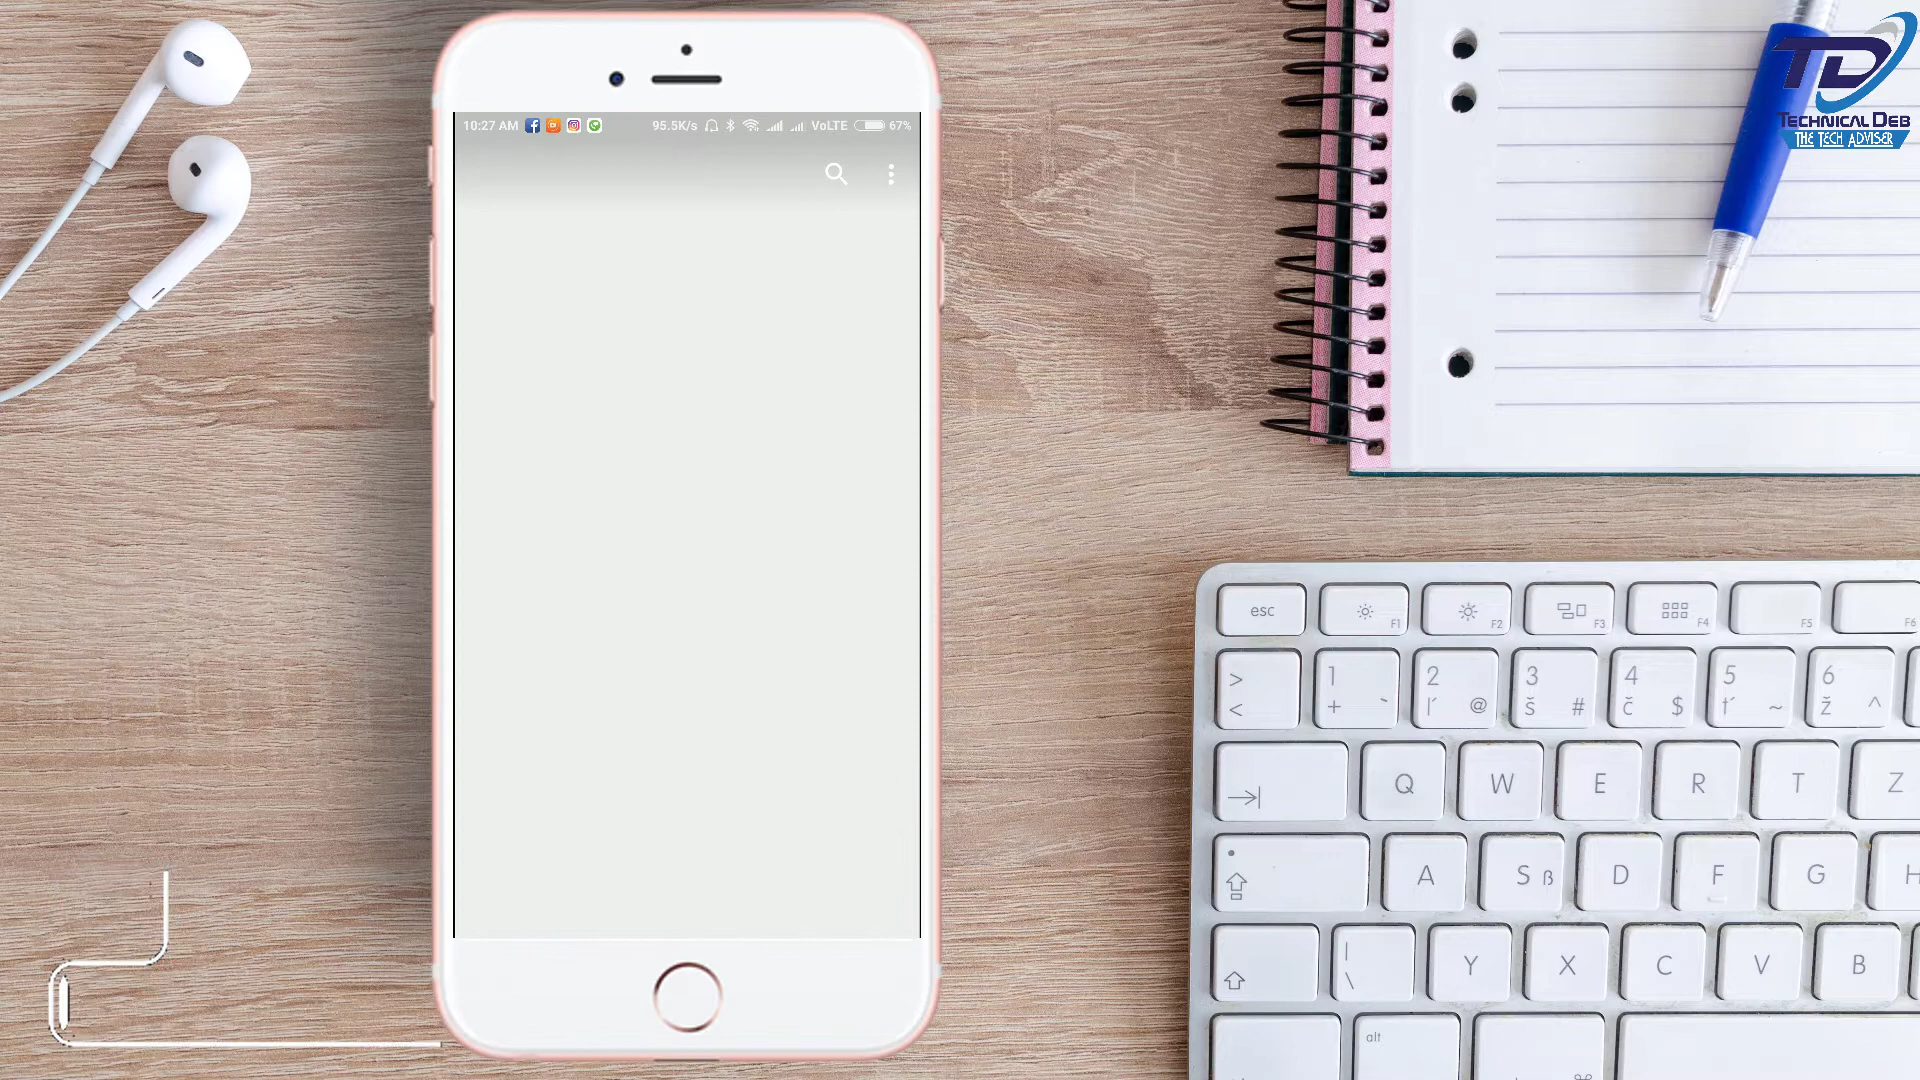 10:27 AM 95.5K/s VoLTE 67%
TD
TECHNICAL DEB
THE TECH ADVISER
esc F1 F2 F3 F4 F5 F6
> < 1 + ` 2 ľ @ 3 š # 4 č $ 5 ť ~ 6 ž ^
Q W E R T Z
A S ß D F G H
| \ Y X C V B
alt ⌘